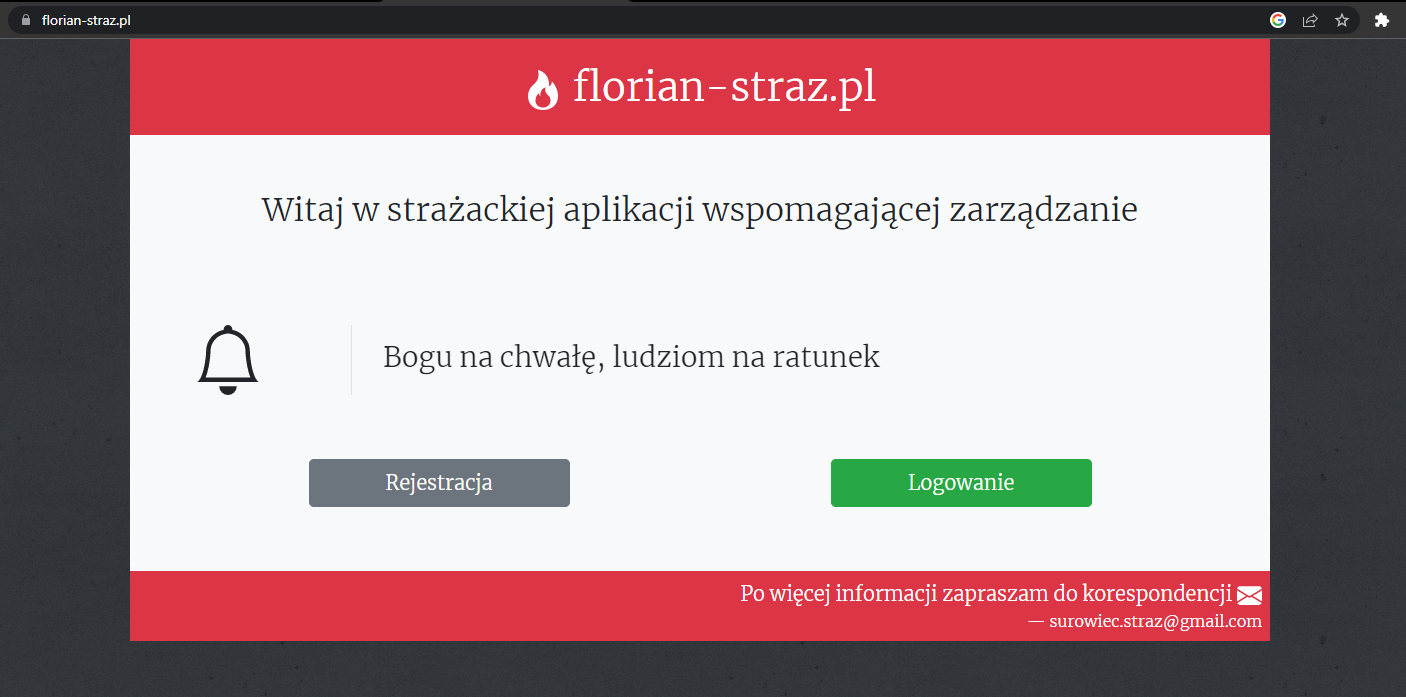 florian-straz.pl
florian-straz.pl
Witaj w strażackiej aplikacji wspomagającej zarządzanie
Bogu na chwałę, ludziom na ratunek
Rejestracja
Logowanie
Po więcej informacji zapraszam do korespondencji
— surowiec.straz@gmail.com